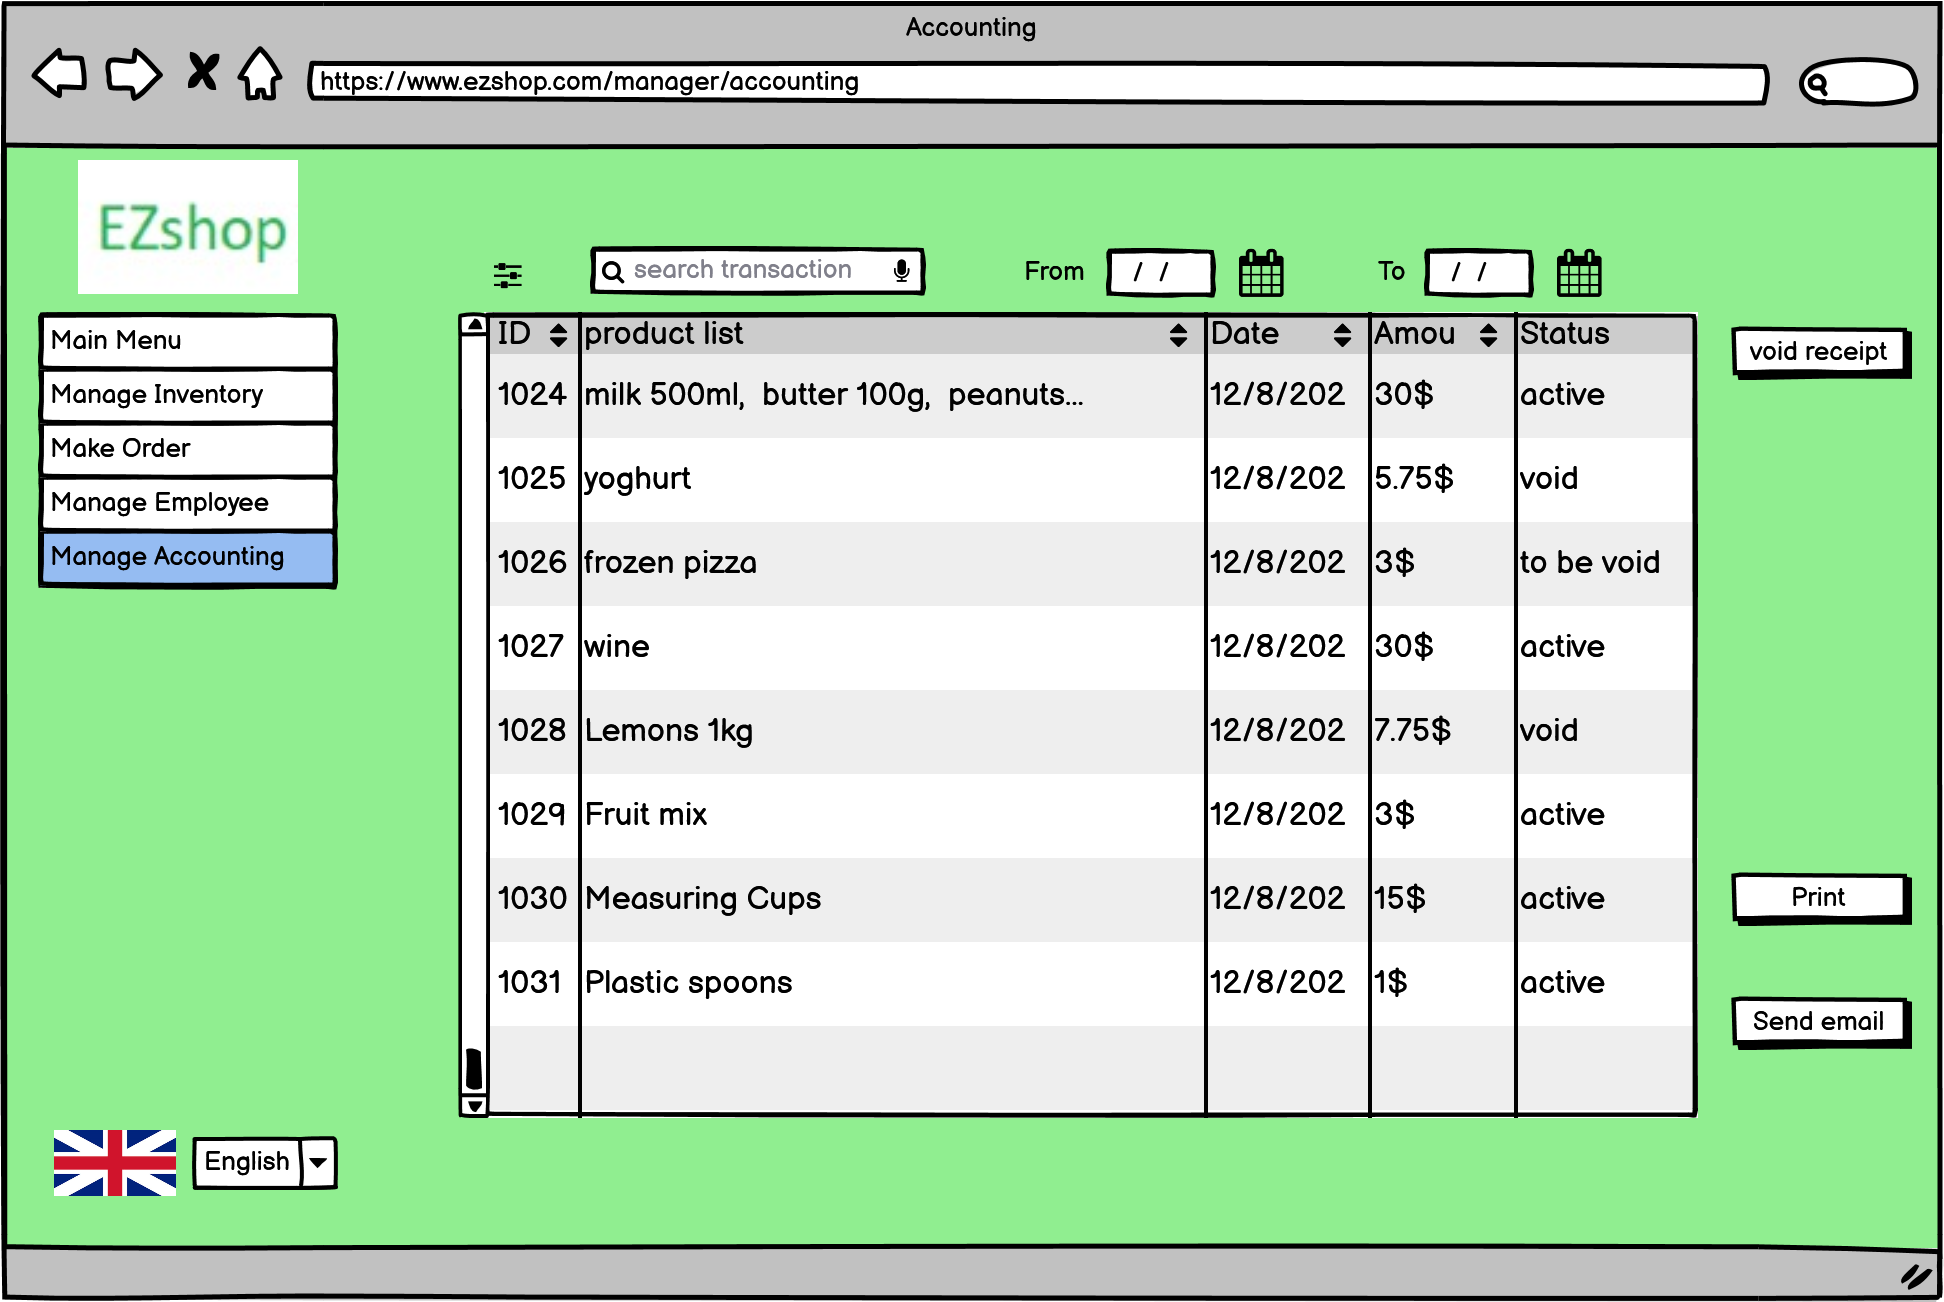 Accounting
https://www.ezshop.com/manager/accounting
EZshop
search transaction
From / /
To / /
Main Menu
Manage Inventory
Make Order
Manage Employee
Manage Accounting
ID product list Date Amou Status
1024 milk 500ml, butter 100g, peanuts... 12/8/202 30$ active
1025 yoghurt 12/8/202 5.75$ void
1026 frozen pizza 12/8/202 3$ to be void
1027 wine 12/8/202 30$ active
1028 Lemons 1kg 12/8/202 7.75$ void
1029 Fruit mix 12/8/202 3$ active
1030 Measuring Cups 12/8/202 15$ active
1031 Plastic spoons 12/8/202 1$ active
void receipt
Print
Send email
English